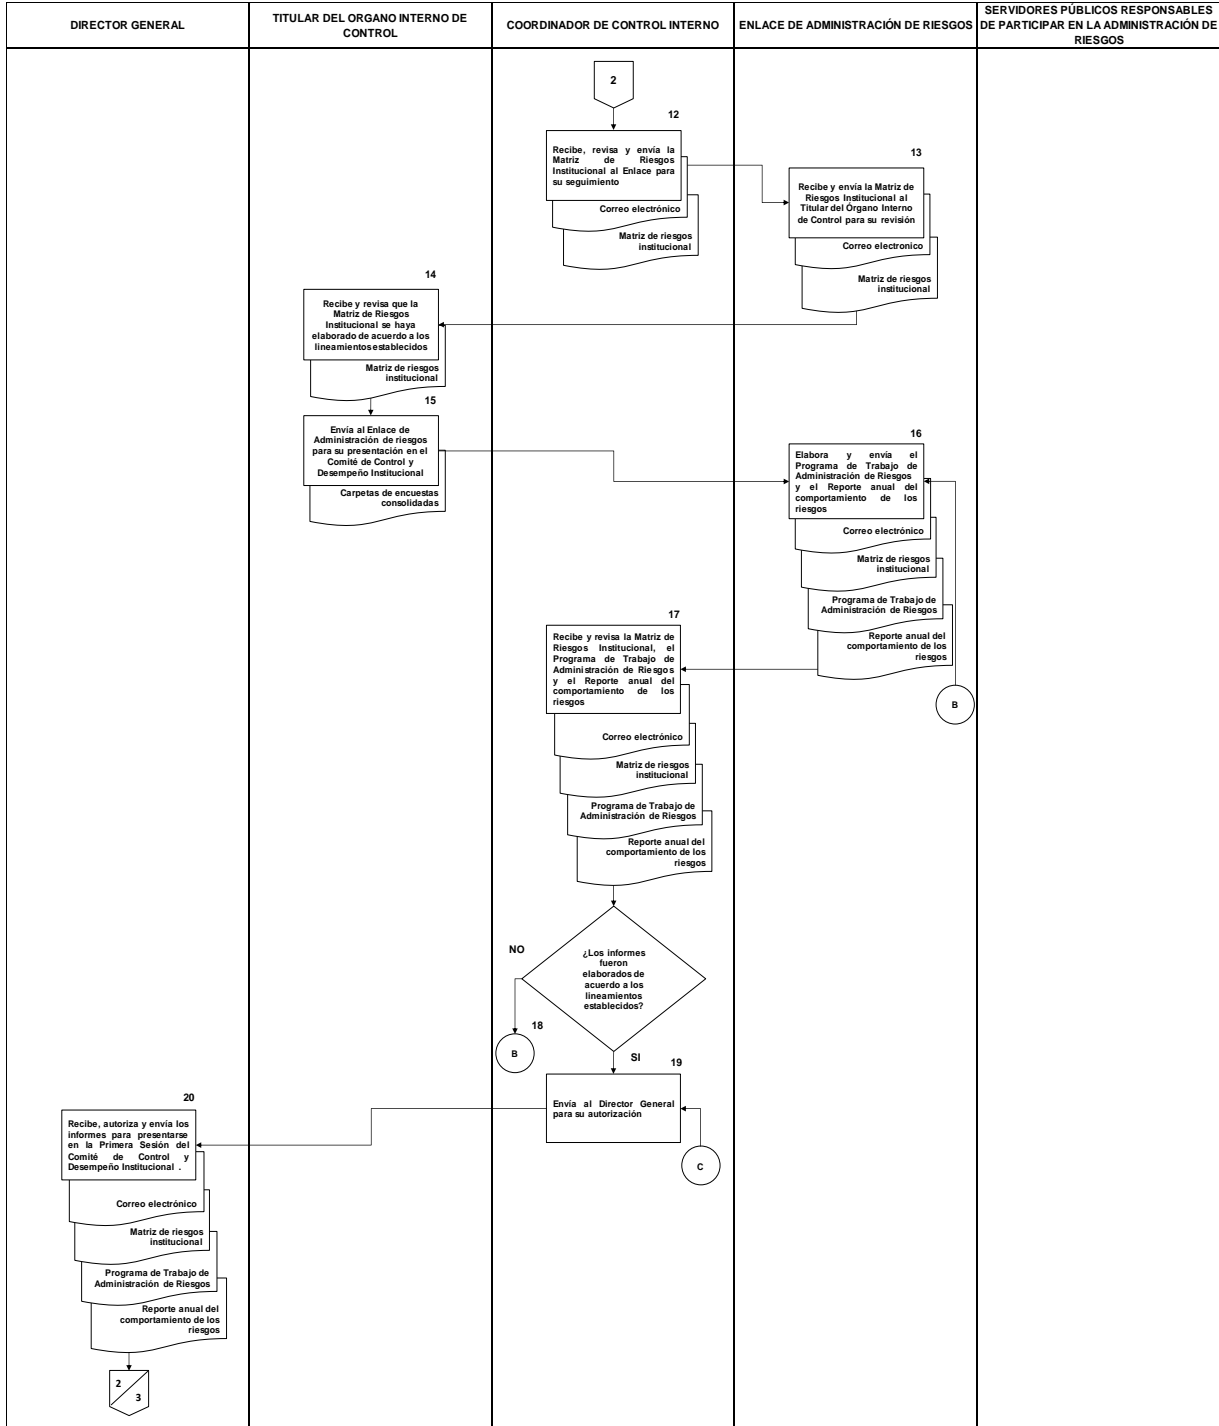 DIRECTOR GENERAL
TITULAR DEL ORGANO INTERNO DE
CONTROL
COORDINADOR DE CONTROL INTERNO
ENLACE DE ADMINISTRACIÓN DE RIESGOS
SERVIDORES PÚBLICOS RESPONSABLES
DE PARTICIPAR EN LA ADMINISTRACIÓN DE
RIESGOS
2
12
Recibe, revisa y envía la
Matriz de Riesgos
Institucional al Enlace para
su seguimiento
Correo electrónico
Matriz de riesgos
institucional
13
Recibe y envía la Matriz de
Riesgos Institucional al
Titular del Órgano Interno
de Control para su revisión
Correo electronico
Matriz de riesgos
institucional
14
Recibe y revisa que la
Matriz de Riesgos
Institucional se haya
elaborado de acuerdo a los
lineamientos establecidos
Matriz de riesgos
institucional
15
Envía al Enlace de
Administración de riesgos
para su presentación en el
Comité de Control y
Desempeño Institucional
Carpetas de encuestas
consolidadas
16
Elabora y envía el
Programa de Trabajo de
Administración de Riesgos
y el Reporte anual del
comportamiento de los
riesgos
Correo electrónico
Matriz de riesgos
institucional
Programa de Trabajo de
Administración de Riesgos
Reporte anual del
comportamiento de los
riesgos
B
17
Recibe y revisa la Matriz de
Riesgos Institucional, el
Programa de Trabajo de
Administración de Riesgos
y el Reporte anual del
comportamiento de los
riesgos
Correo electrónico
Matriz de riesgos
institucional
Programa de Trabajo de
Administración de Riesgos
Reporte anual del
comportamiento de los
riesgos
NO
¿Los informes
fueron
elaborados de
acuerdo a los
lineamientos
establecidos?
18
B
SI
19
Envía al Director General
para su autorización
C
20
Recibe, autoriza y envía los
informes para presentarse
en la Primera Sesión del
Comité de Control y
Desempeño Institucional .
Correo electrónico
Matriz de riesgos
institucional
Programa de Trabajo de
Administración de Riesgos
Reporte anual del
comportamiento de los
riesgos
2
3